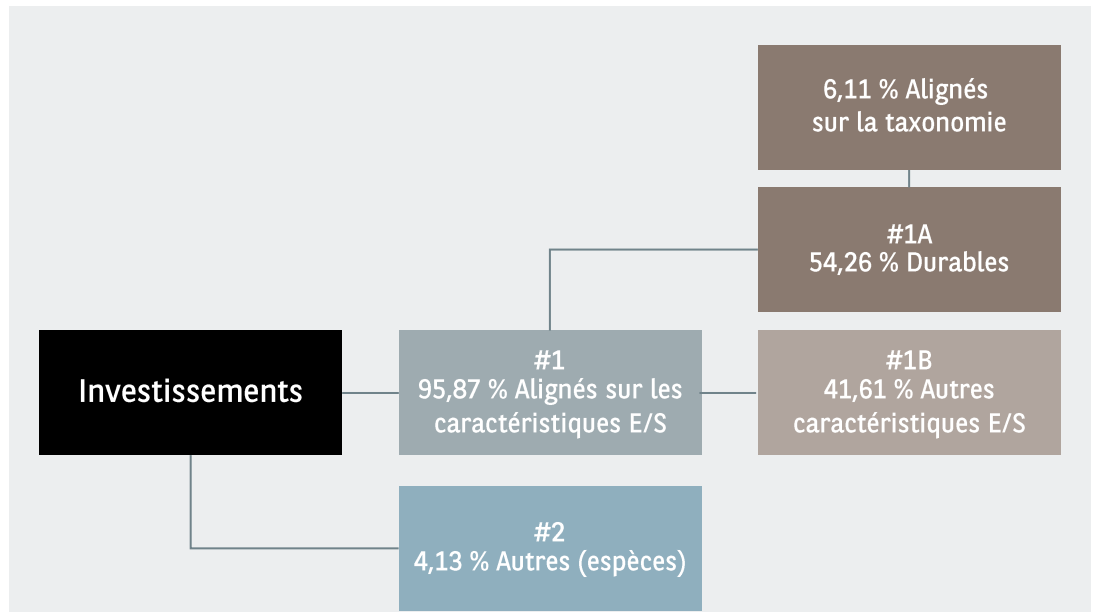 6,11 % Alignés
sur la taxonomie
#1A
54,26 % Durables
Investissements
#1
95,87 % Alignés sur les
caractéristiques E/S
#1B
41,61 % Autres
caractéristiques E/S
#2
4,13 % Autres (espèces)